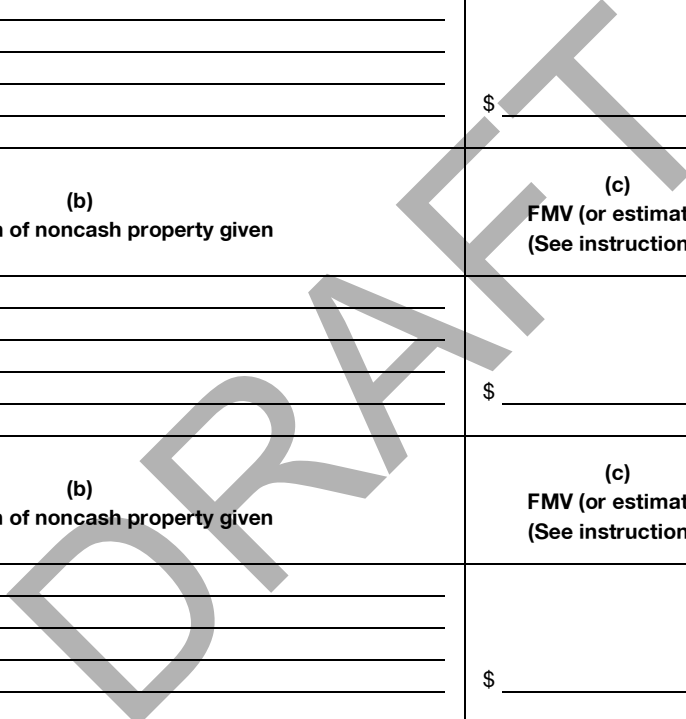 $
(b)
of noncash property given
(c)
FMV (or estimat
(See instruction
$
(b)
of noncash property given
(c)
FMV (or estimat
(See instruction
$
DRAFT